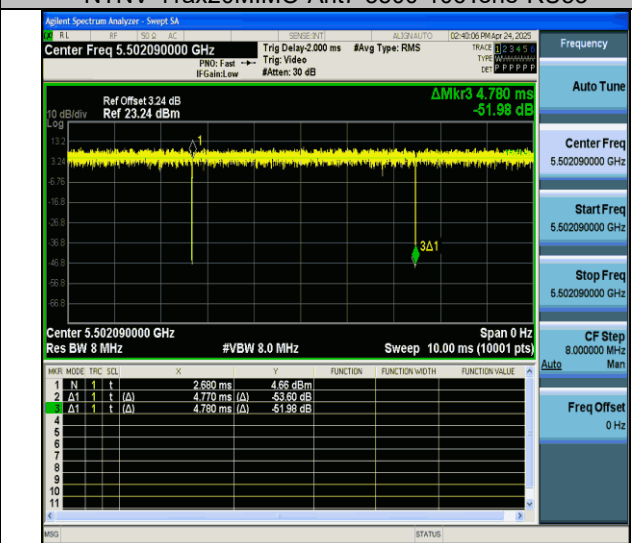 Agilent Spectrum Analyzer - Swept SA
RL RF 50 Ω AC SENSE:INT ALIGNAUTO 02:40:06 PM Apr 24, 2025
Center Freq 5.502090000 GHz
PNO: Fast
IFGain:Low
Trig Delay-2.000 ms
Trig: Video
#Atten: 30 dB
#Avg Type: RMS
TRACE 1 2 3 4 5 6
TYPE W
DET P P P P P P
Frequency
Ref Offset 3.24 dB
10 dB/div Ref 23.24 dBm
Log
ΔMkr3 4.780 ms
-51.98 dB
13.2
3.24
-6.76
-16.8
-26.8
-36.8
-46.8
-56.8
-66.8
1
3Δ1
Center 5.502090000 GHz Span 0 Hz
Res BW 8 MHz #VBW 8.0 MHz Sweep 10.00 ms (10001 pts)
MKR MODE TRC SCL X Y FUNCTION FUNCTION WIDTH FUNCTION VALUE
1 N 1 t 2.680 ms 4.66 dBm
2 Δ1 1 t (Δ) 4.770 ms (Δ) -53.60 dB
3 Δ1 1 t (Δ) 4.780 ms (Δ) -51.98 dB
4
5
6
7
8
9
10
11
MSG STATUS
Auto Tune
Center Freq
5.502090000 GHz
Start Freq
5.502090000 GHz
Stop Freq
5.502090000 GHz
CF Step
8.000000 MHz
Auto Man
Freq Offset
0 Hz